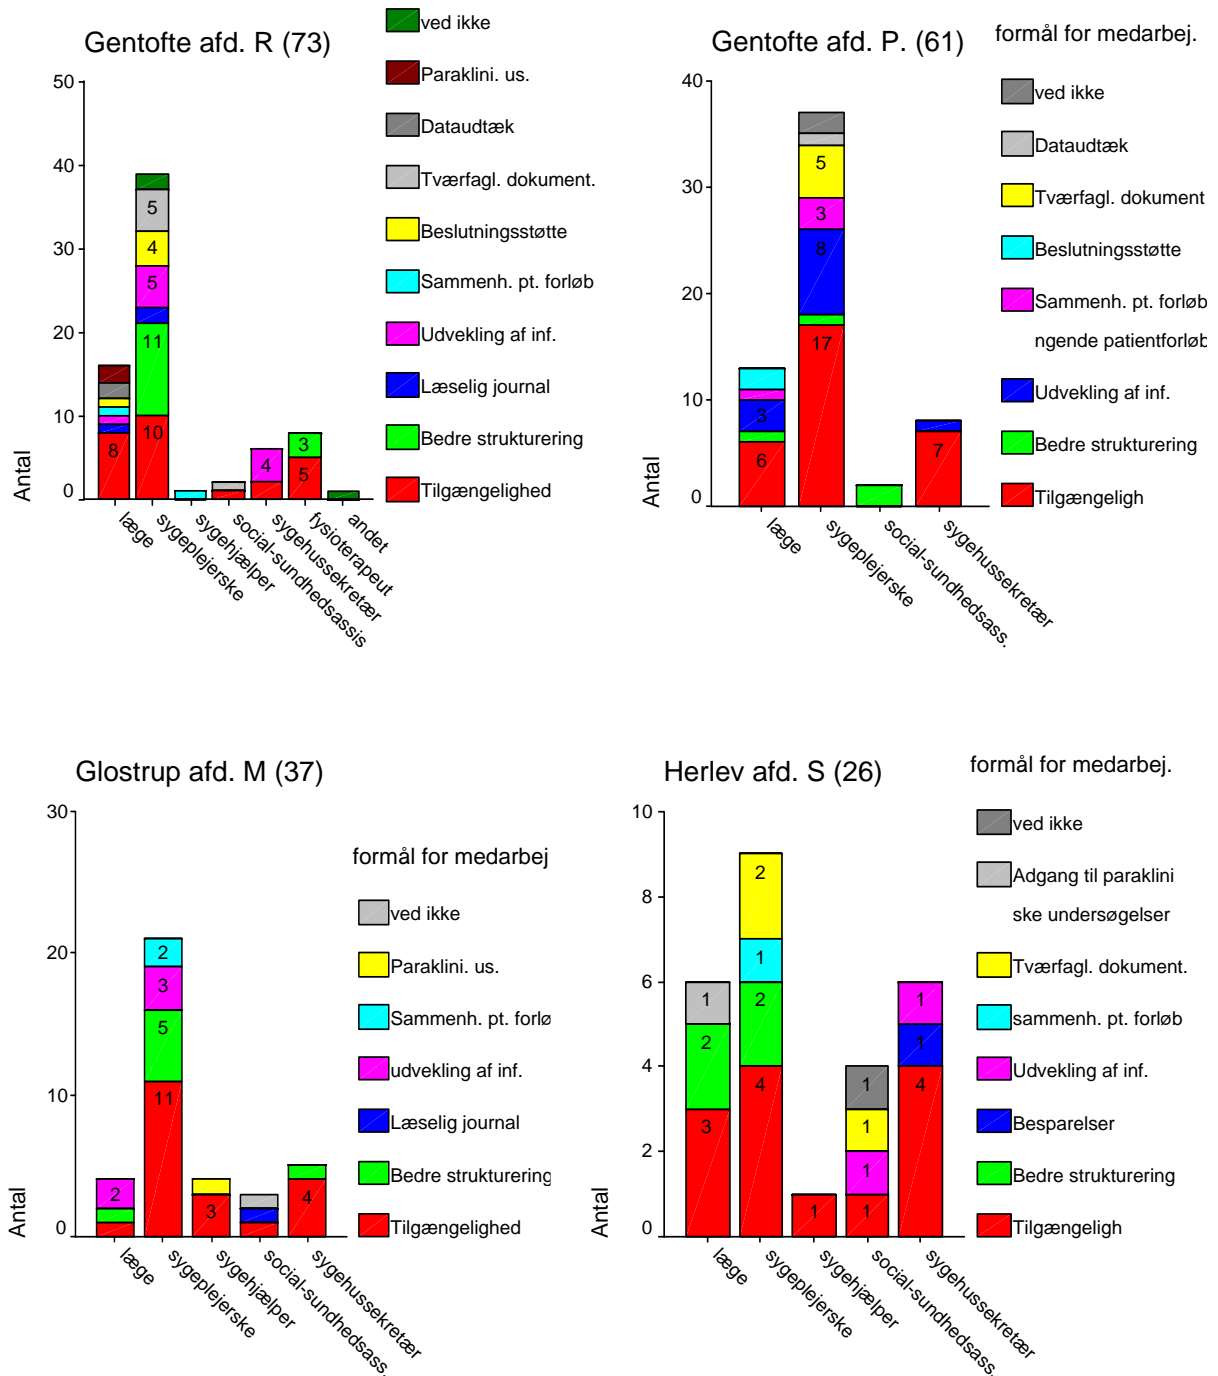 Gentofte afd. R (73)
50
40
30
20
10
0
Antal
5
4
5
11
8
10
4
3
5
læge
sygeplejerske
sygehjælper
social-sundhedsassis
sygehussekretær
fysioterapeut
andet
ved ikke
Paraklini. us.
Dataudtæk
Tværfagl. dokument.
Beslutningsstøtte
Sammenh. pt. forløb
Udvekling af inf.
Læselig journal
Bedre strukturering
Tilgængelighed
Gentofte afd. P. (61)
40
30
20
10
0
Antal
5
3
8
17
3
6
7
læge
sygeplejerske
social-sundhedsass.
sygehussekretær
formål for medarbej.
ved ikke
Dataudtæk
Tværfagl. dokument
Beslutningsstøtte
Sammenh. pt. forløb
ngende patientforløb
Udvekling af inf.
Bedre strukturering
Tilgængeligh
Glostrup afd. M (37)
30
20
10
0
Antal
2
2
3
5
11
3
4
læge
sygeplejerske
sygehjælper
social-sundhedsass.
sygehussekretær
formål for medarbej
ved ikke
Paraklini. us.
Sammenh. pt. forlø
udvekling af inf.
Læselig journal
Bedre strukturering
Tilgængelighed
Herlev afd. S (26)
10
8
6
4
2
0
Antal
1
2
3
2
1
2
4
1
1
1
1
1
1
1
4
læge
sygeplejerske
sygehjælper
social-sundhedsass.
sygehussekretær
formål for medarbej.
ved ikke
Adgang til paraklini
ske undersøgelser
Tværfagl. dokument.
sammenh. pt. forløb
Udvekling af inf.
Besparelser
Bedre strukturering
Tilgængeligh